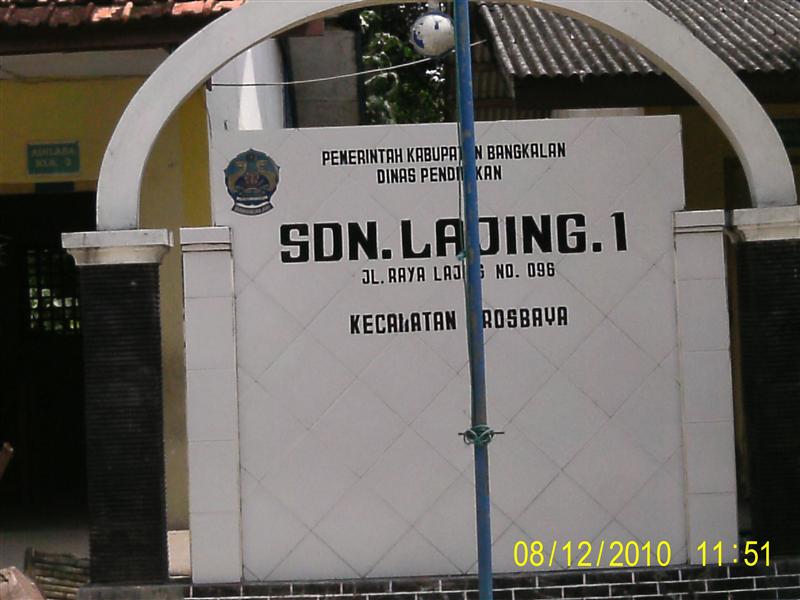 PEMERINTAH KABUPATEN BANGKALAN
DINAS PENDIDIKAN
SDN. LAJING. 1
JL. RAYA LAJING NO. 096
KECAMATAN AROSBAYA
08/12/2010 11:51